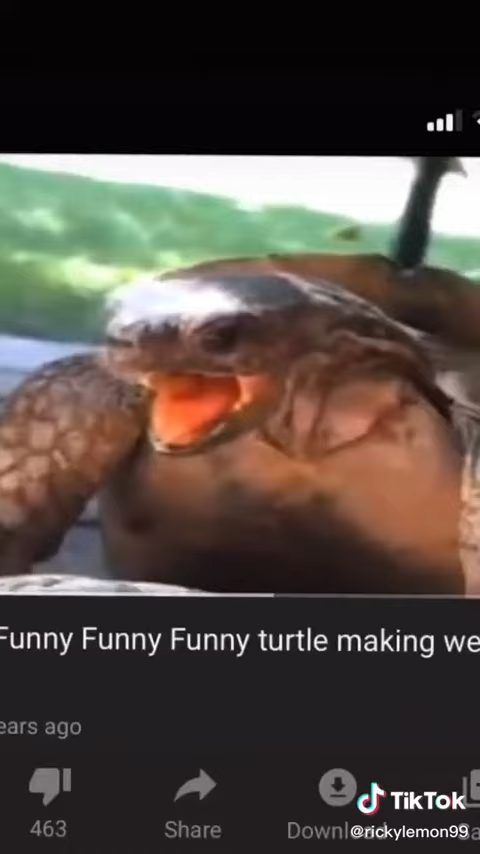 Funny Funny Funny turtle making we
ears ago
463
Share
Downl
TikTok
@rickylemon99